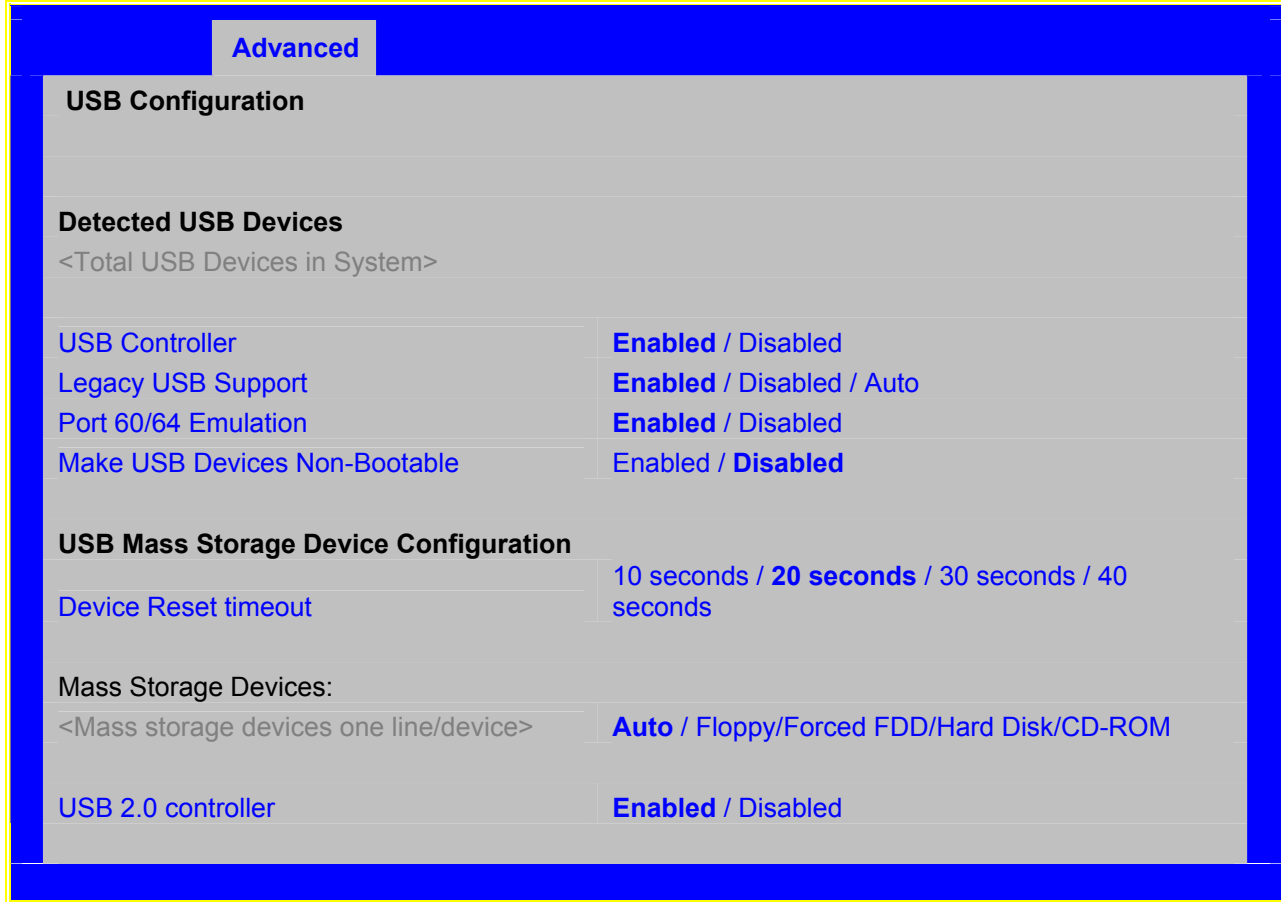 Advanced
USB Configuration
Detected USB Devices
<Total USB Devices in System>
USB Controller Enabled / Disabled
Legacy USB Support Enabled / Disabled / Auto
Port 60/64 Emulation Enabled / Disabled
Make USB Devices Non-Bootable Enabled / Disabled
USB Mass Storage Device Configuration
Device Reset timeout 10 seconds / 20 seconds / 30 seconds / 40
seconds
Mass Storage Devices:
<Mass storage devices one line/device> Auto / Floppy/Forced FDD/Hard Disk/CD-ROM
USB 2.0 controller Enabled / Disabled